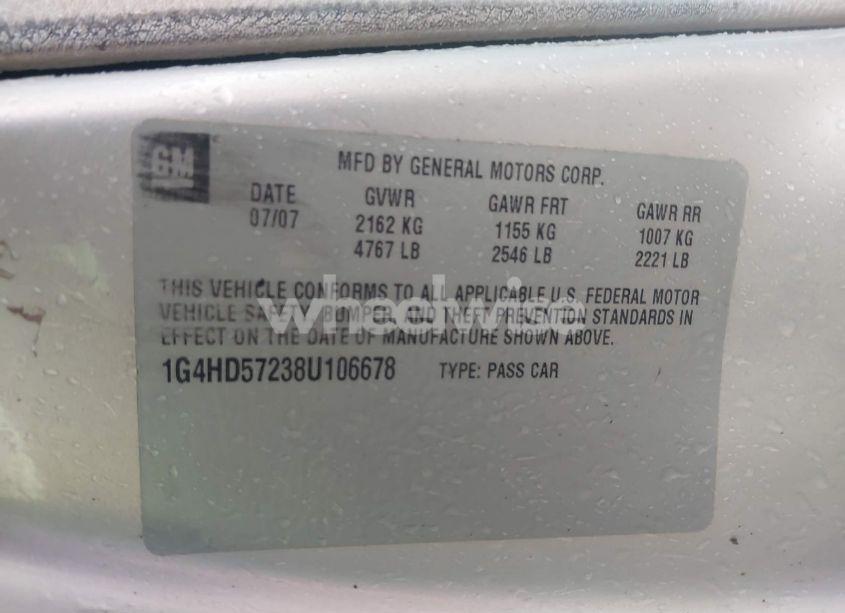 GM
MFD BY GENERAL MOTORS CORP.
DATE GVWR GAWR FRT GAWR RR
07/07 2162 KG 1155 KG 1007 KG
4767 LB 2546 LB 2221 LB
THIS VEHICLE CONFORMS TO ALL APPLICABLE U.S. FEDERAL MOTOR
VEHICLE SAFETY, BUMPER, AND THEFT PREVENTION STANDARDS IN
EFFECT ON THE DATE OF MANUFACTURE SHOWN ABOVE.
wheelwise
1G4HD57238U106678 TYPE: PASS CAR